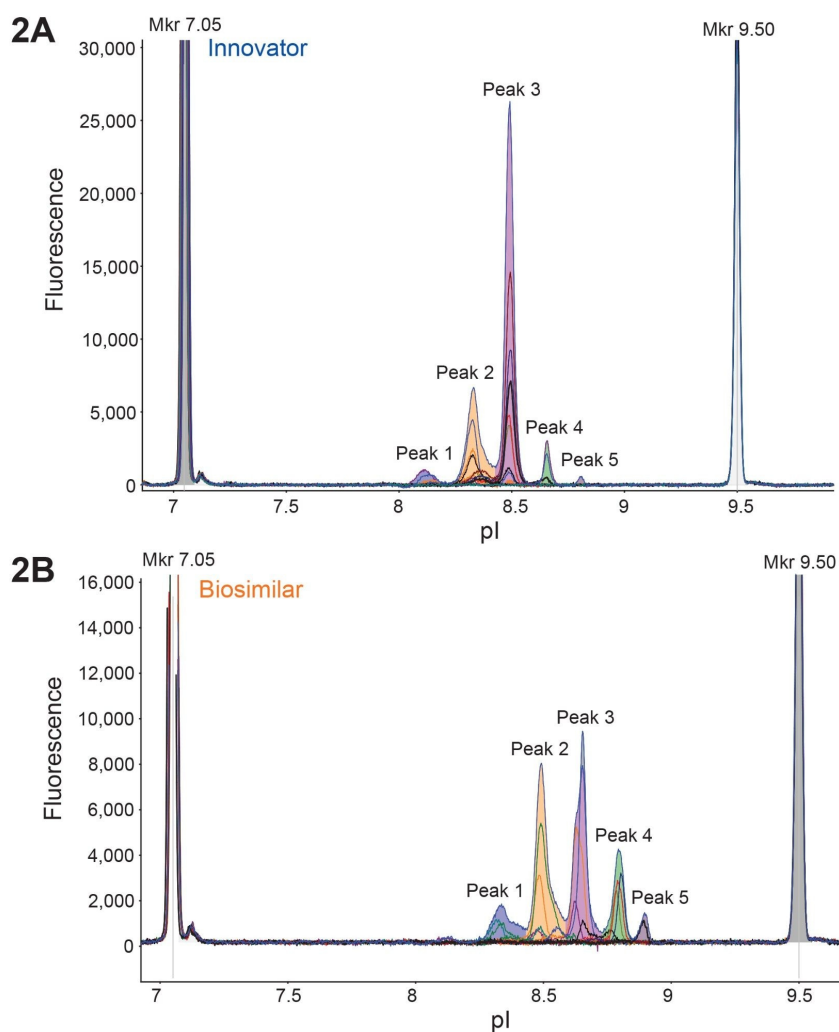 2A
Mkr 7.05
Innovator
Mkr 9.50
30,000
Peak 3
25,000
20,000
Fluorescence
15,000
10,000
Peak 2
5,000
Peak 4
Peak 1
Peak 5
0
7
7.5
8
8.5
9
9.5
pI
2B
Mkr 7.05
Mkr 9.50
16,000
Biosimilar
14,000
12,000
10,000
Peak 3
Peak 2
8,000
Fluorescence
6,000
4,000
Peak 4
Peak 1
Peak 5
2,000
0
7
7.5
8
8.5
9
9.5
pI